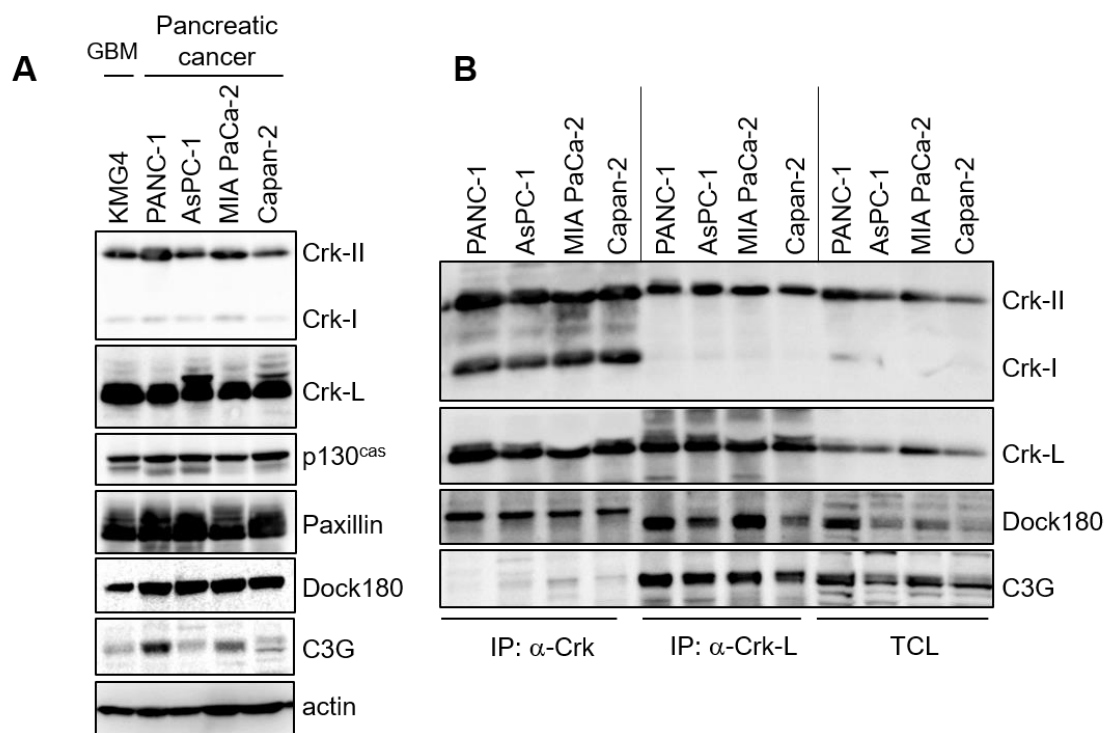 A
GBM
Pancreatic
cancer
KMG4
PANC-1
AsPC-1
MIA PaCa-2
Capan-2
Crk-II
Crk-I
Crk-L
p130cas
Paxillin
Dock180
C3G
actin
B
PANC-1
AsPC-1
MIA PaCa-2
Capan-2
PANC-1
AsPC-1
MIA PaCa-2
Capan-2
PANC-1
AsPC-1
MIA PaCa-2
Capan-2
Crk-II
Crk-I
Crk-L
Dock180
C3G
IP: α-Crk
IP: α-Crk-L
TCL